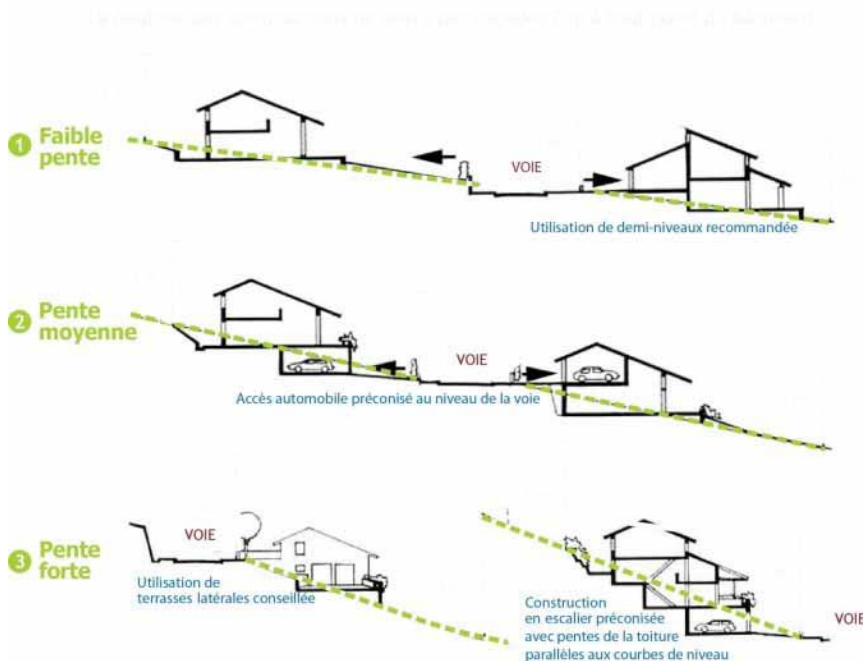 1 Faible
pente
VOIE
Utilisation de demi-niveaux recommandée
2 Pente
moyenne
VOIE
Accès automobile préconisé au niveau de la voie
3 Pente
forte
VOIE
Utilisation de
terrasses latérales conseillée
Construction
en escalier préconisée
avec pentes de la toiture
parallèles aux courbes de niveau
VOIE